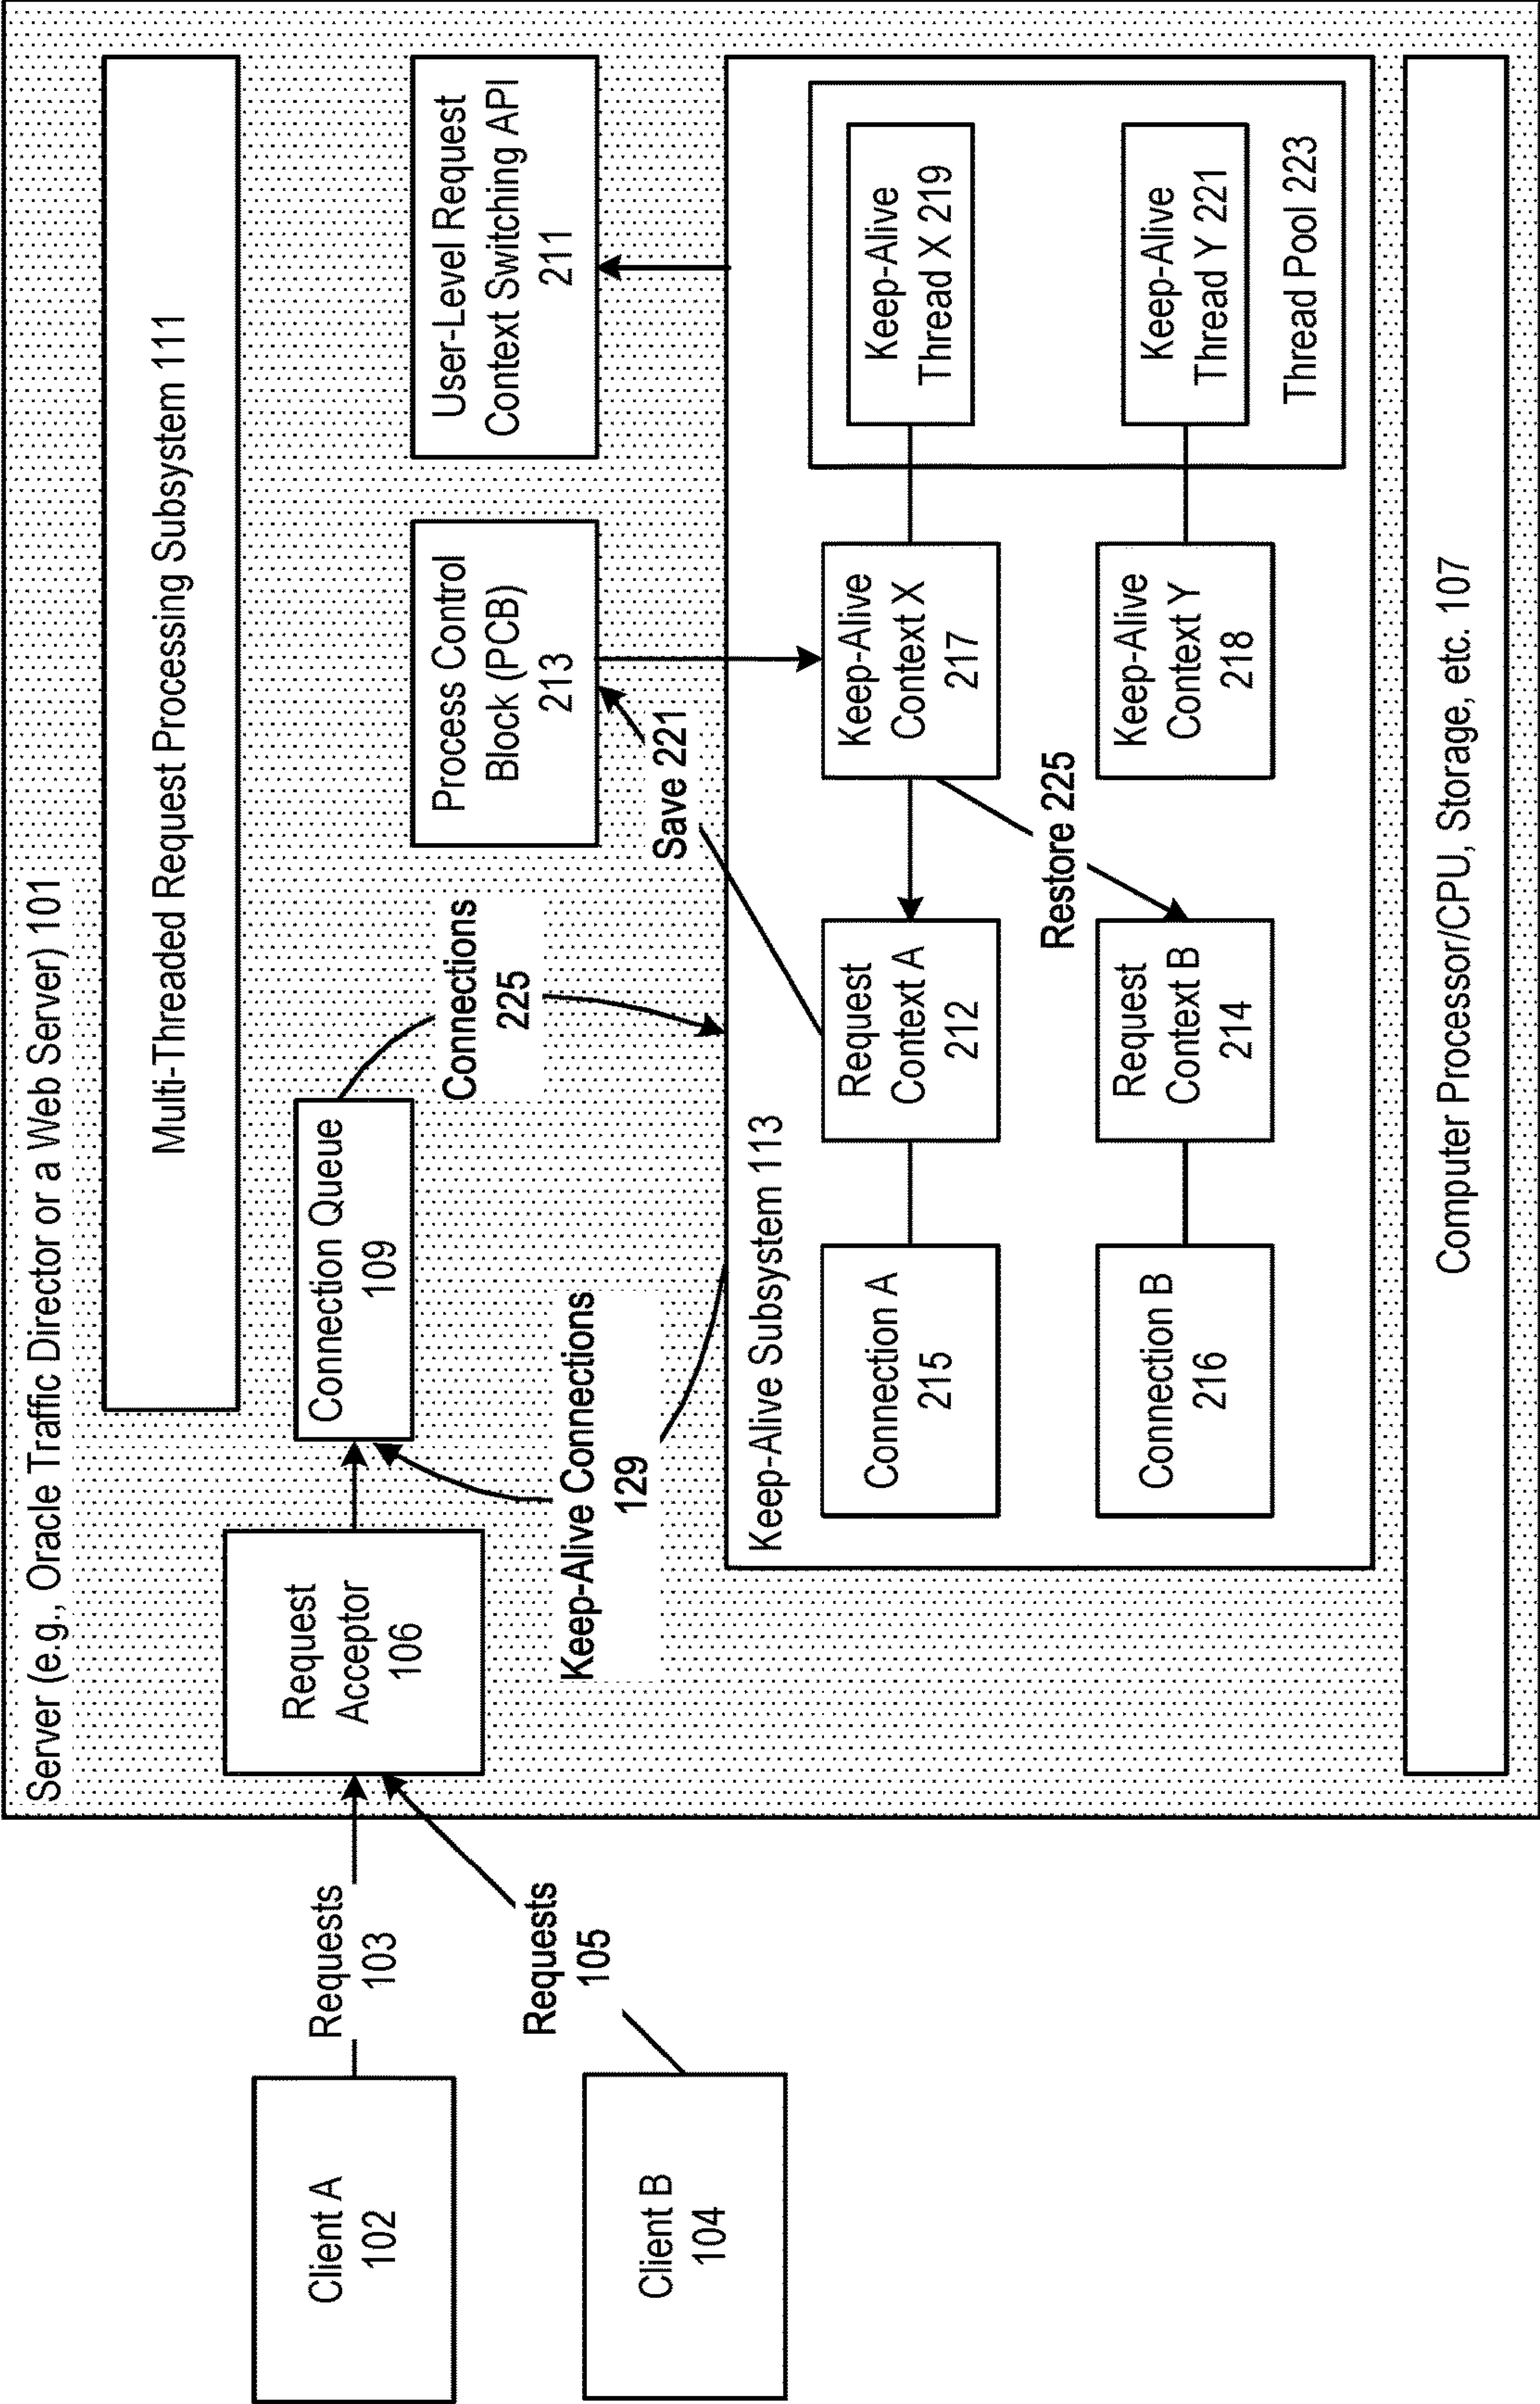 Server (e.g., Oracle Traffic Director or a Web Server) 101
Multi-Threaded Request Processing Subsystem 111
Client A
102
Requests
103
Request
Acceptor
106
Connection Queue
109
Connections
225
Process Control
Block (PCB)
213
User-Level Request
Context Switching API
211
Client B
104
Requests
105
Keep-Alive Connections
129
Save 221
Keep-Alive Subsystem 113
Connection A
215
Request
Context A
212
Keep-Alive
Context X
217
Keep-Alive
Thread X 219
Restore 225
Connection B
216
Request
Context B
214
Keep-Alive
Context Y
218
Keep-Alive
Thread Y 221
Thread Pool 223
Computer Processor/CPU, Storage, etc. 107